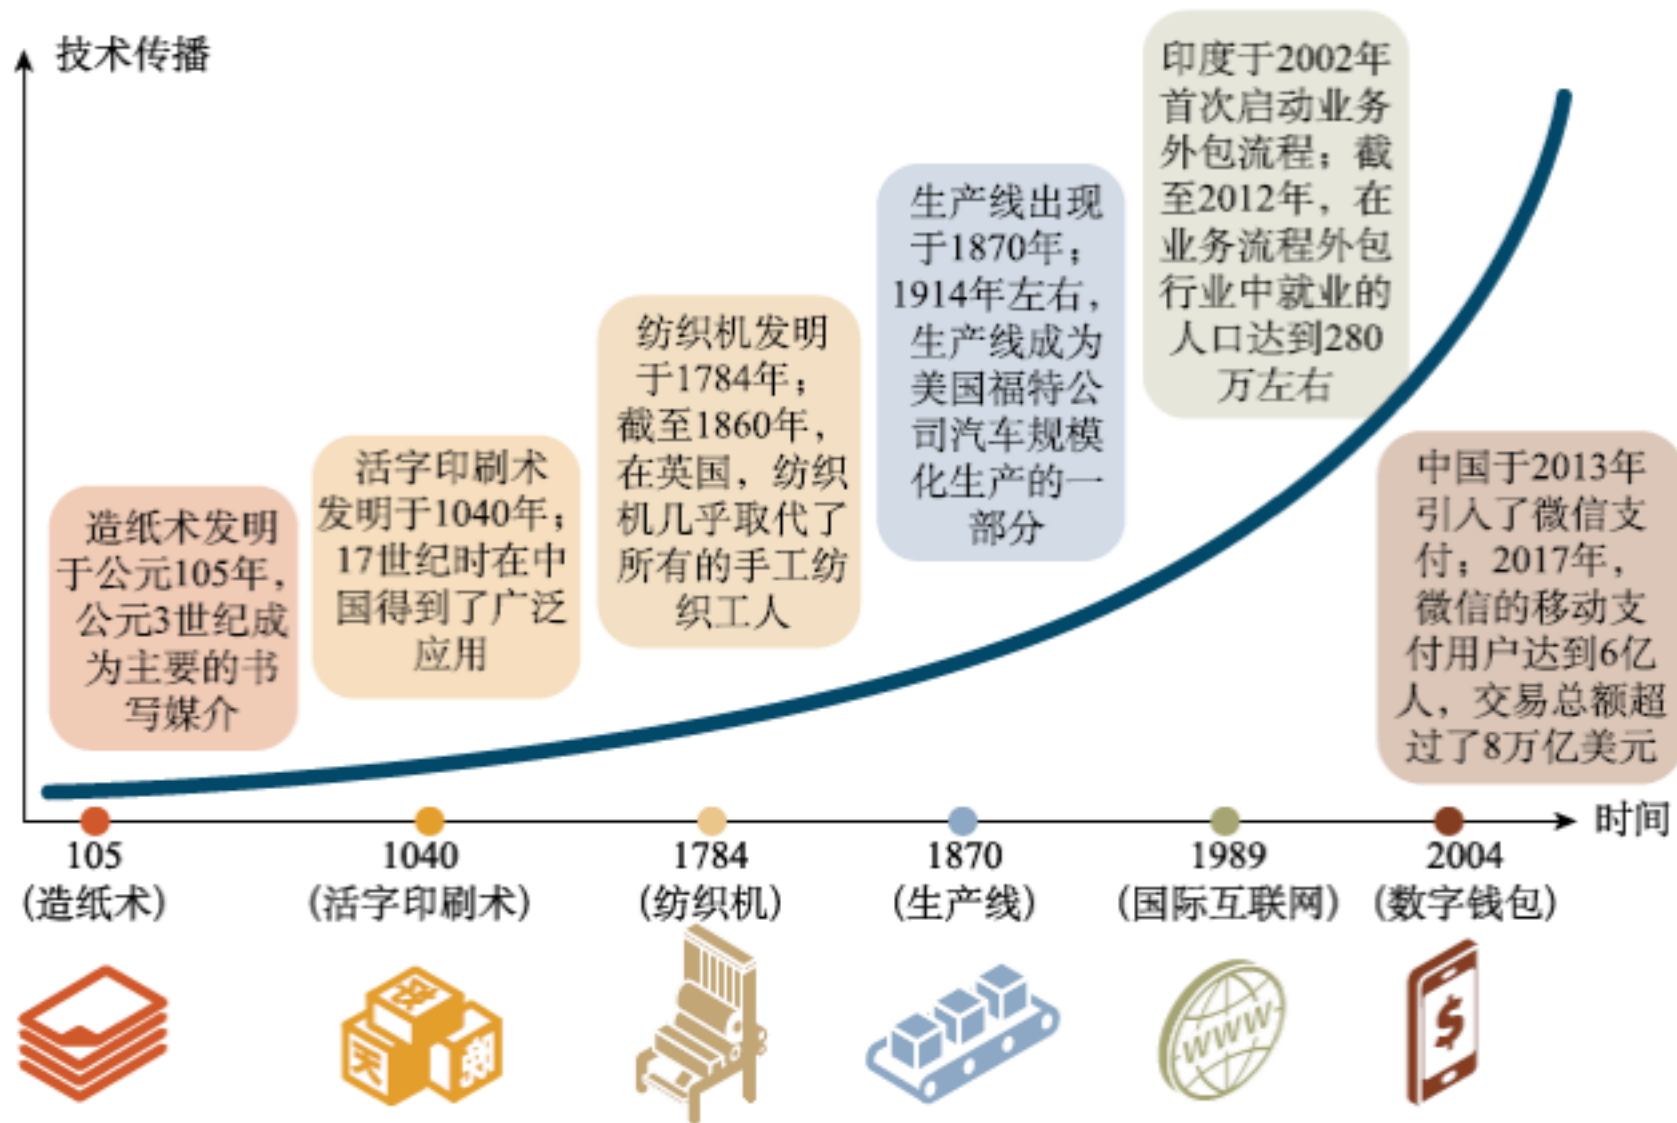 技术传播
造纸术发明
于公元105年，
公元3世纪成
为主要的书
写媒介
活字印刷术
发明于1040年；
17世纪时在中
国得到了广泛
应用
纺织机发明
于1784年；
截至1860年，
在英国，纺织
机几乎取代了
所有的手工纺
织工人
生产线出现
于1870年；
1914年左右，
生产线成为
美国福特公
司汽车规模
化生产的一
部分
印度于2002年
首次启动业务
外包流程；截
至2012年，在
业务流程外包
行业中就业的
人口达到280
万左右
中国于2013年
引入了微信支
付；2017年，
微信的移动支
付用户达到6亿
人，交易总额超
过了8万亿美元
时间
105
(造纸术)
1040
(活字印刷术)
1784
(纺织机)
1870
(生产线)
1989
(国际互联网)
2004
(数字钱包)
天
www
$